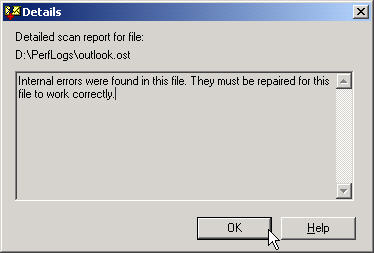 Details
Detailed scan report for file:
D:\PerfLogs\outlook.ost
Internal errors were found in this file. They must be repaired for this
file to work correctly.
OK
Help